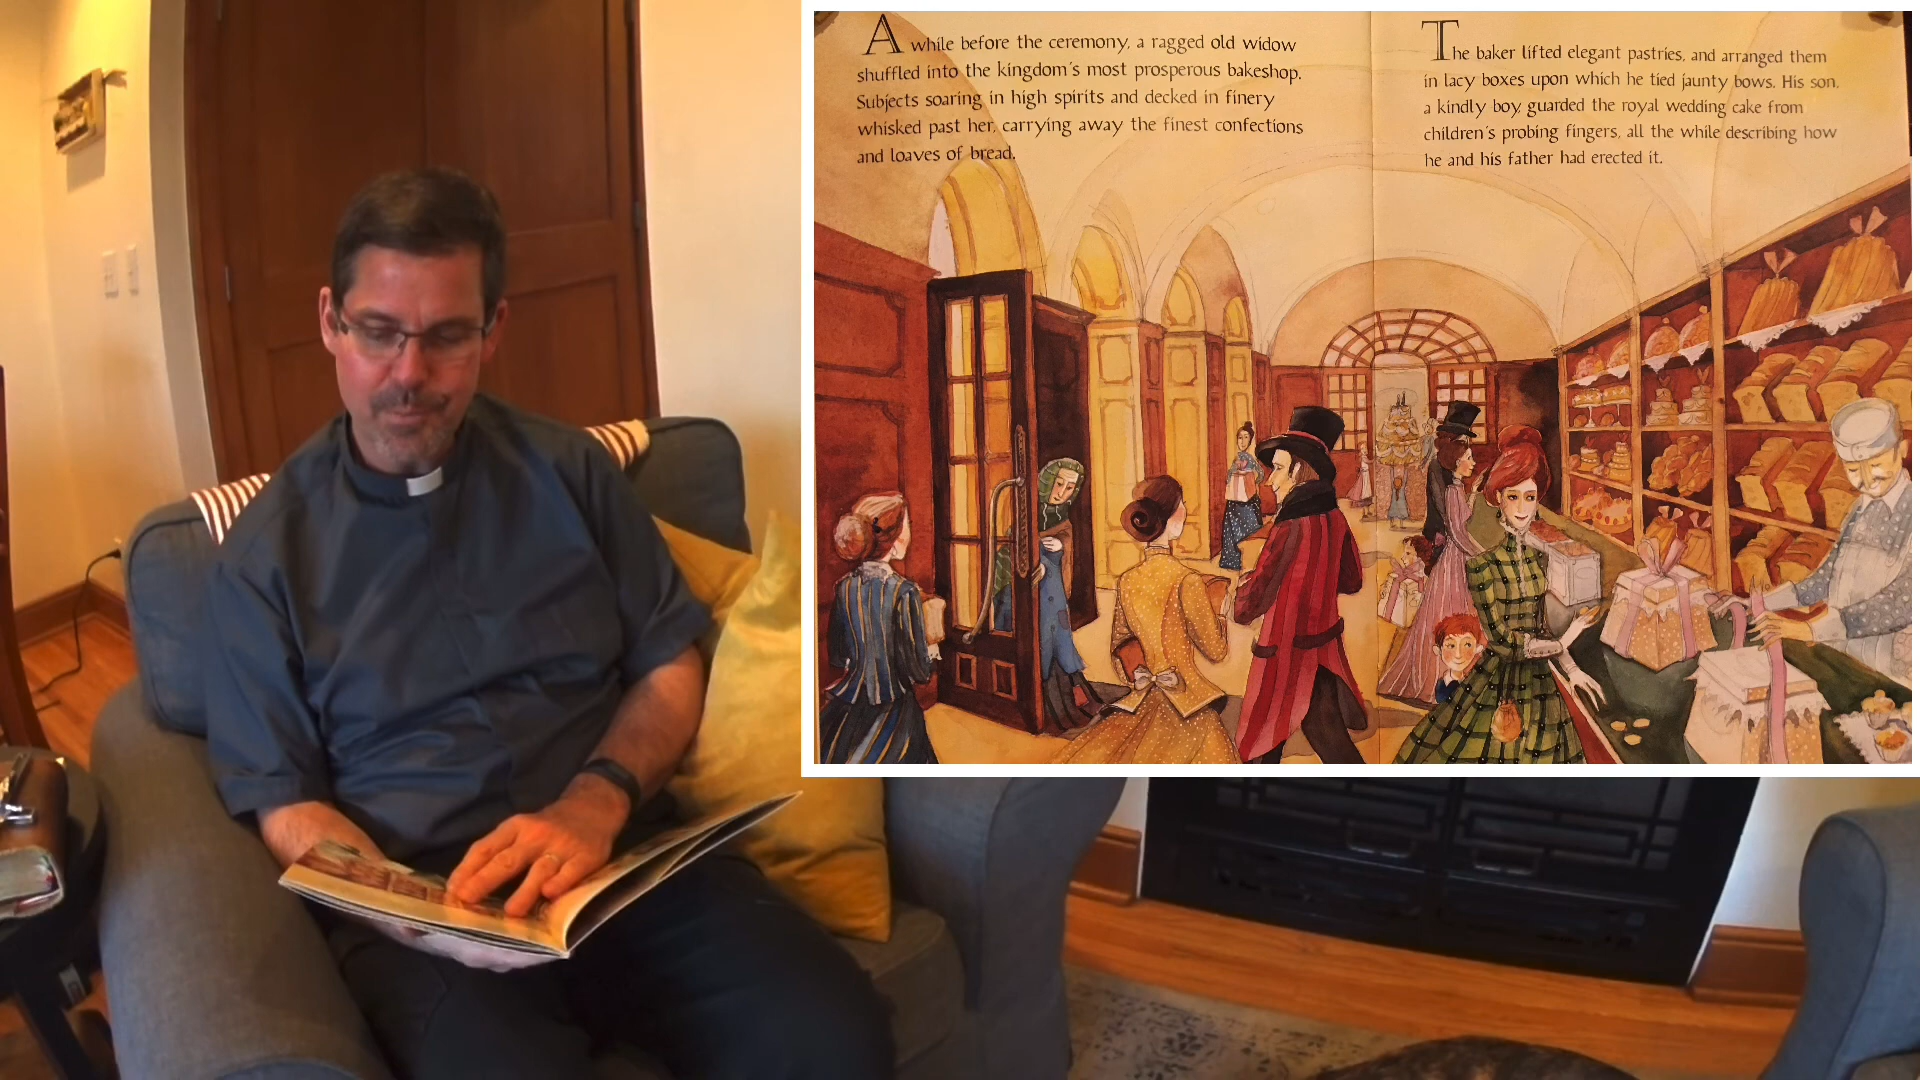 A while before the ceremony, a ragged old widow
shuffled into the kingdom's most prosperous bakeshop.
Subjects soaring in high spirits and decked in finery
whisked past her, carrying away the finest confections
and loaves of bread.
The baker lifted elegant pastries, and arranged them
in lacy boxes upon which he tied jaunty bows. His son,
a kindly boy, guarded the royal wedding cake from
children's probing fingers, all the while describing how
he and his father had erected it.